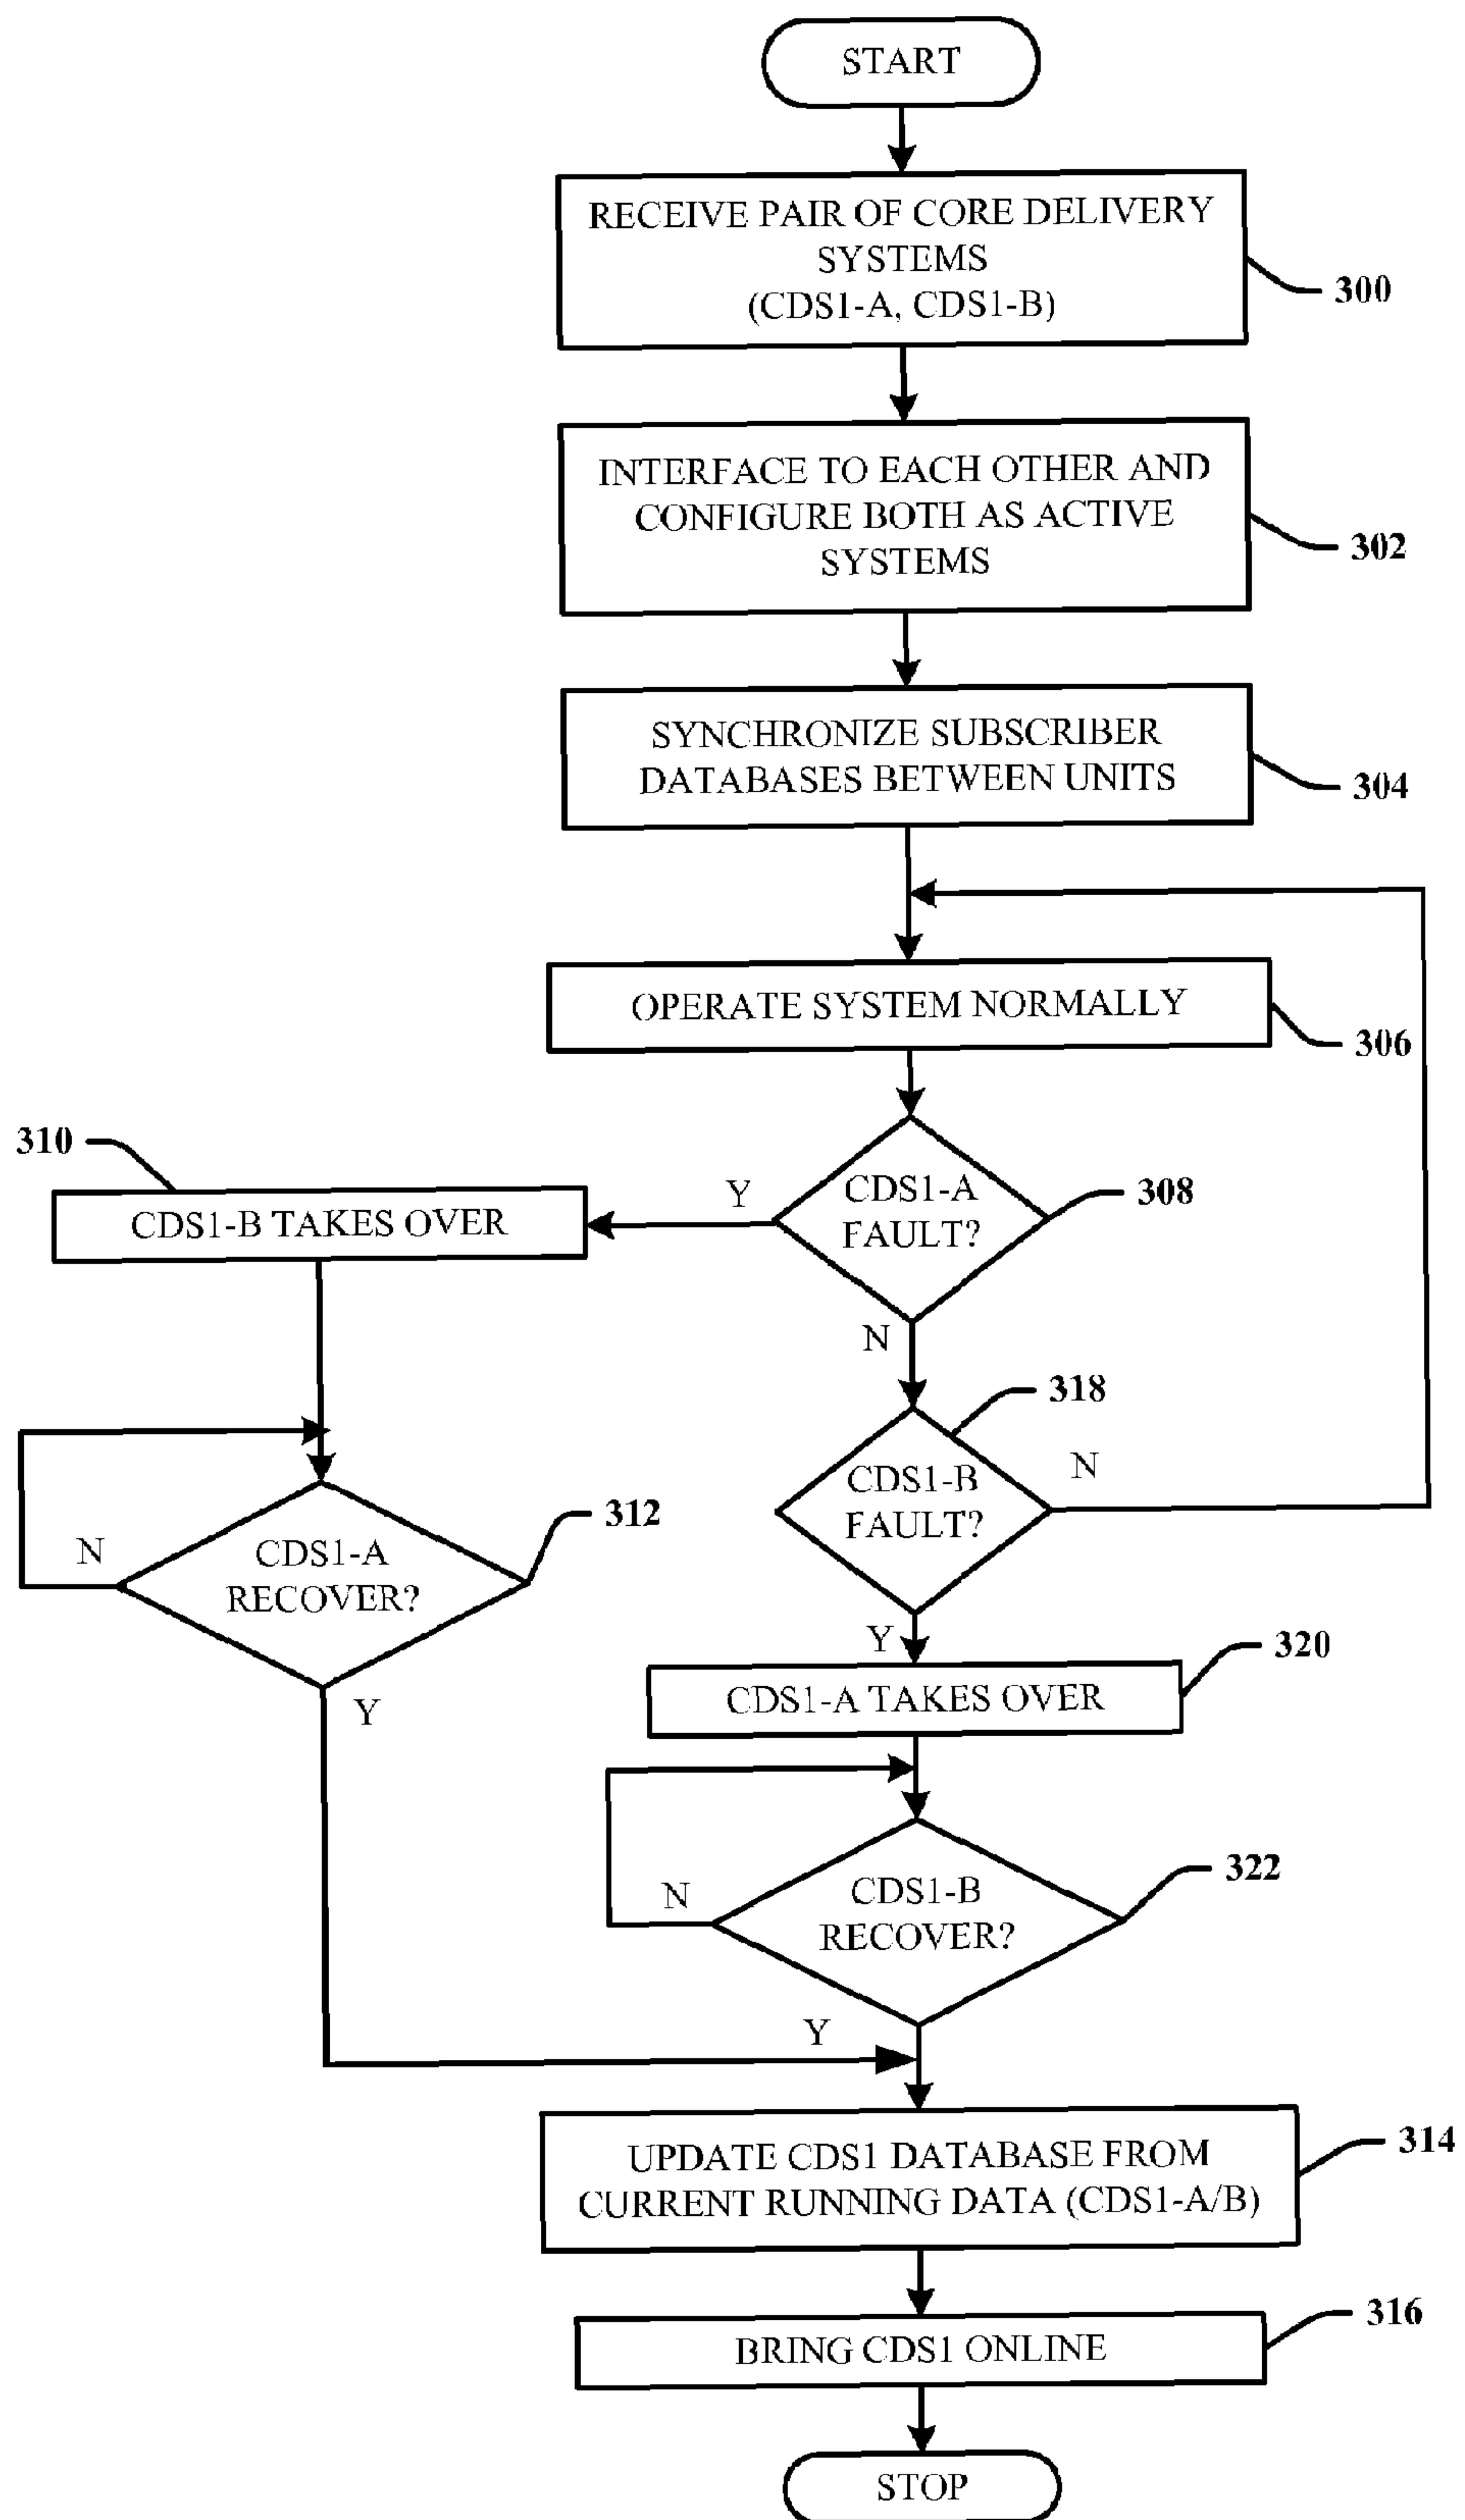 START
RECEIVE PAIR OF CORE DELIVERY
SYSTEMS
(CDS1-A, CDS1-B)
300
INTERFACE TO EACH OTHER AND
CONFIGURE BOTH AS ACTIVE
SYSTEMS
302
SYNCHRONIZE SUBSCRIBER
DATABASES BETWEEN UNITS
304
OPERATE SYSTEM NORMALLY
306
310
CDS1-B TAKES OVER
Y
CDS1-A
FAULT?
308
N
318
CDS1-B
FAULT?
N
312
N
CDS1-A
RECOVER?
Y
Y
320
CDS1-A TAKES OVER
322
N
CDS1-B
RECOVER?
Y
UPDATE CDS1 DATABASE FROM
CURRENT RUNNING DATA (CDS1-A/B)
314
BRING CDS1 ONLINE
316
STOP